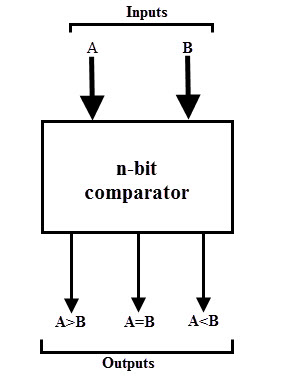 Inputs
A B
n-bit
comparator
A>B A=B A<B
Outputs